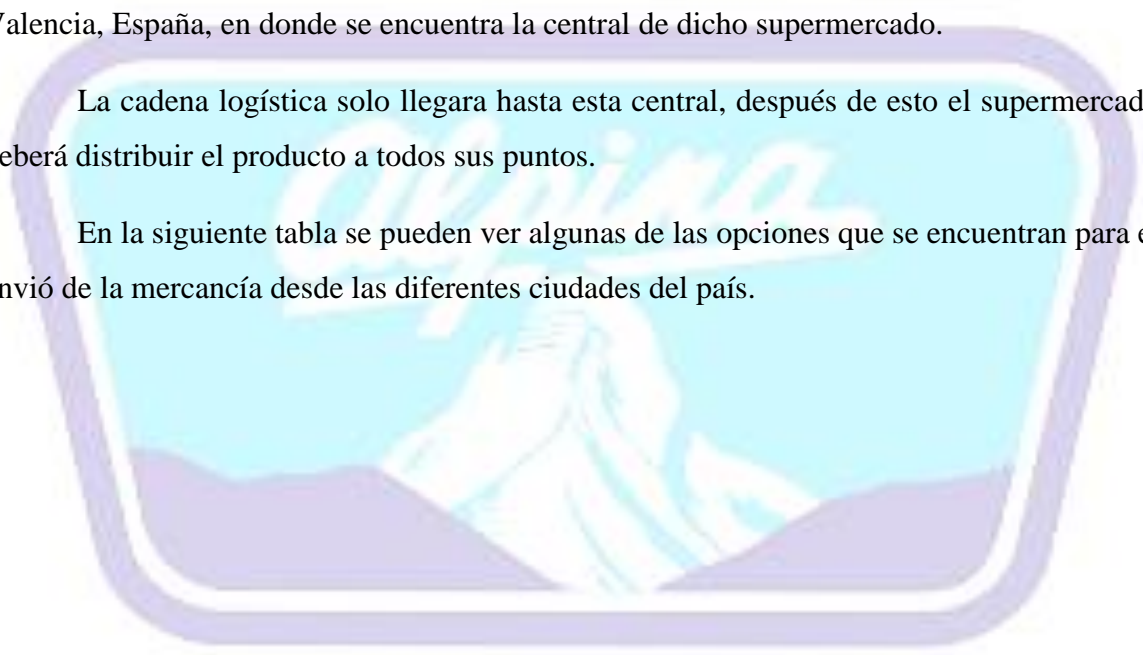 Valencia, España, en donde se encuentra la central de dicho supermercado.
La cadena logística solo llegara hasta esta central, después de esto el supermercad
eberá distribuir el producto a todos sus puntos.
En la siguiente tabla se pueden ver algunas de las opciones que se encuentran para e
nvió de la mercancía desde las diferentes ciudades del país.
Alpina